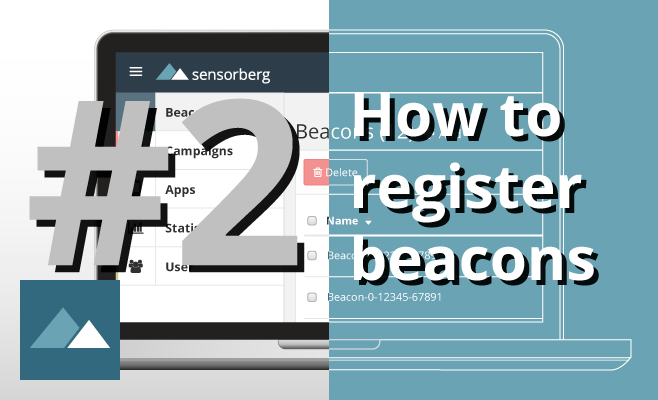 sensorberg
#2
How to
register
beacons
Campaigns
Apps
Delete
Name
Beacon-0-12345-67891